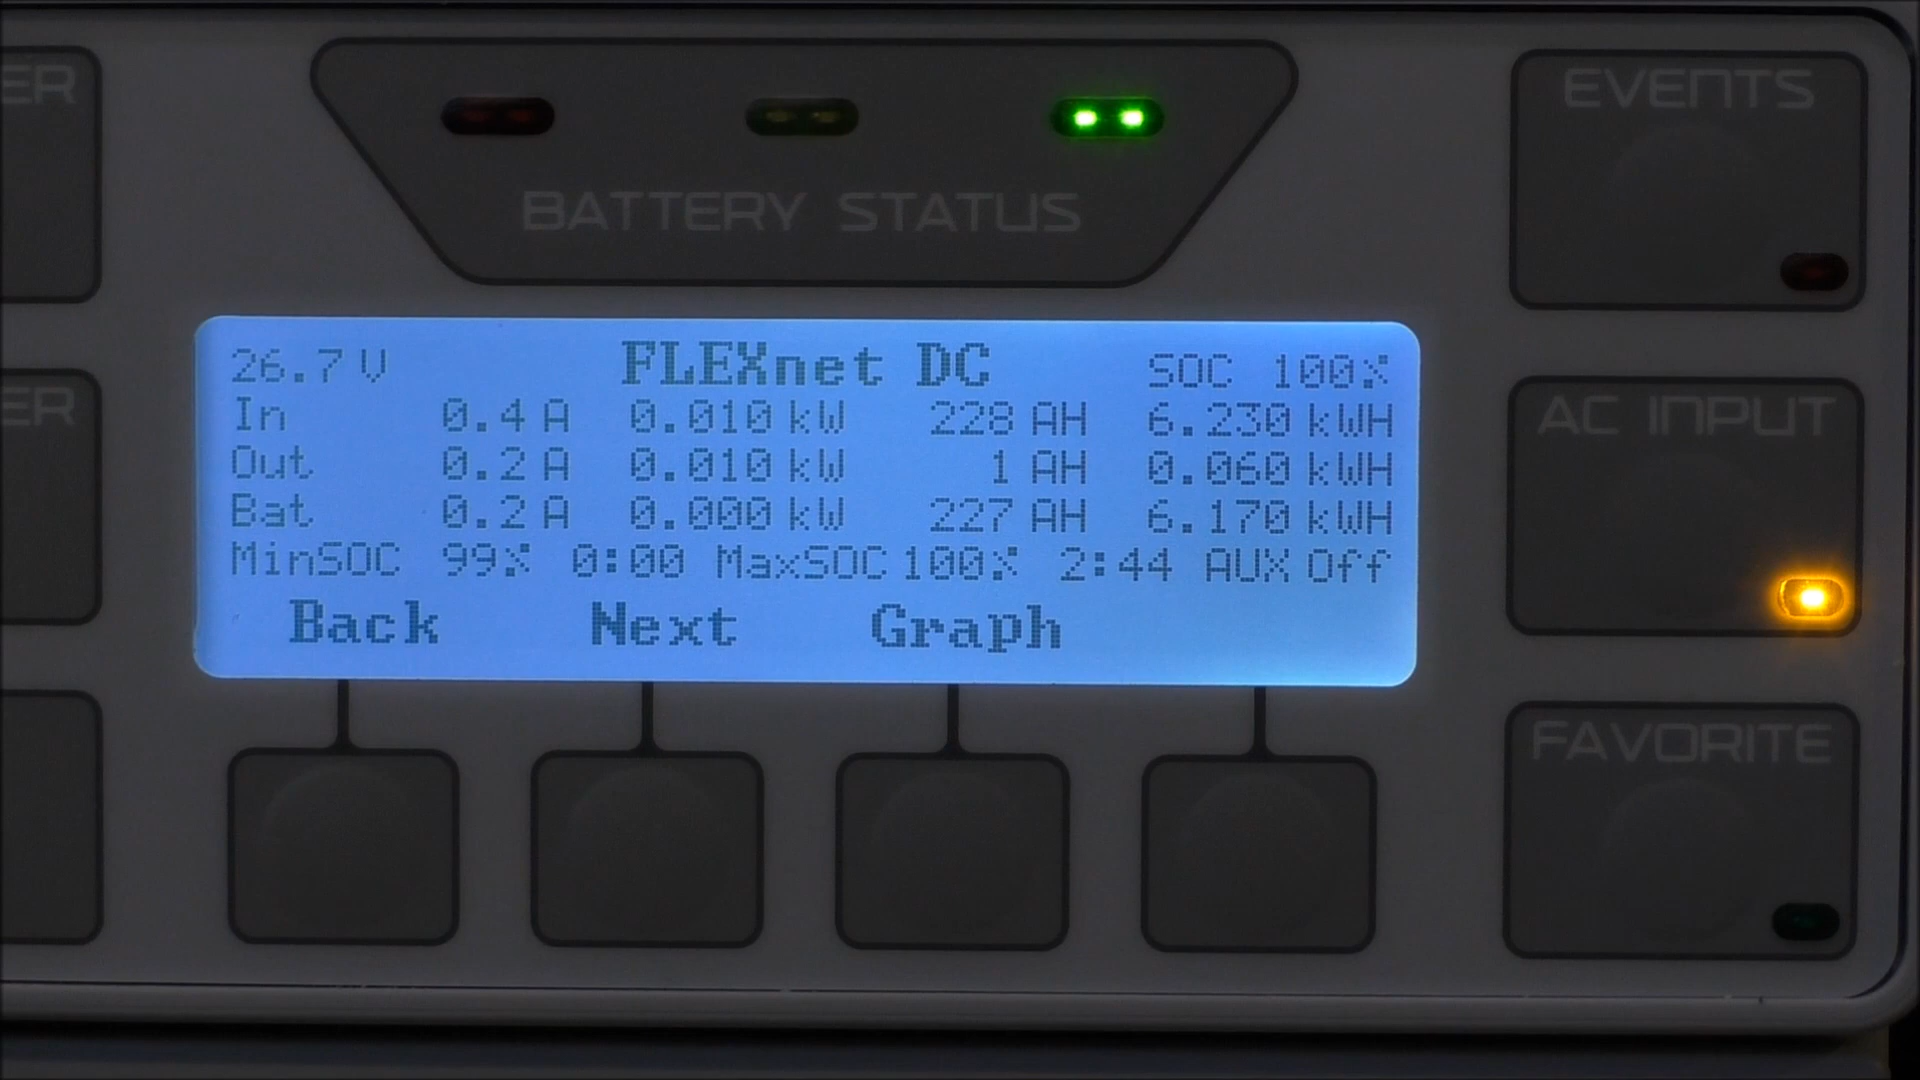 ER
BATTERY STATUS
EVENTS
26.7 V FLEXnet DC SOC 100%
In 0.4 A 0.010 kW 228 AH 6.230 kWH
Out 0.2 A 0.010 kW 1 AH 0.060 kWH
Bat 0.2 A 0.000 kW 227 AH 6.170 kWH
MinSOC 99% 0:00 MaxSOC 100% 2:44 AUX Off
Back Next Graph
ER
AC INPUT
FAVORITE